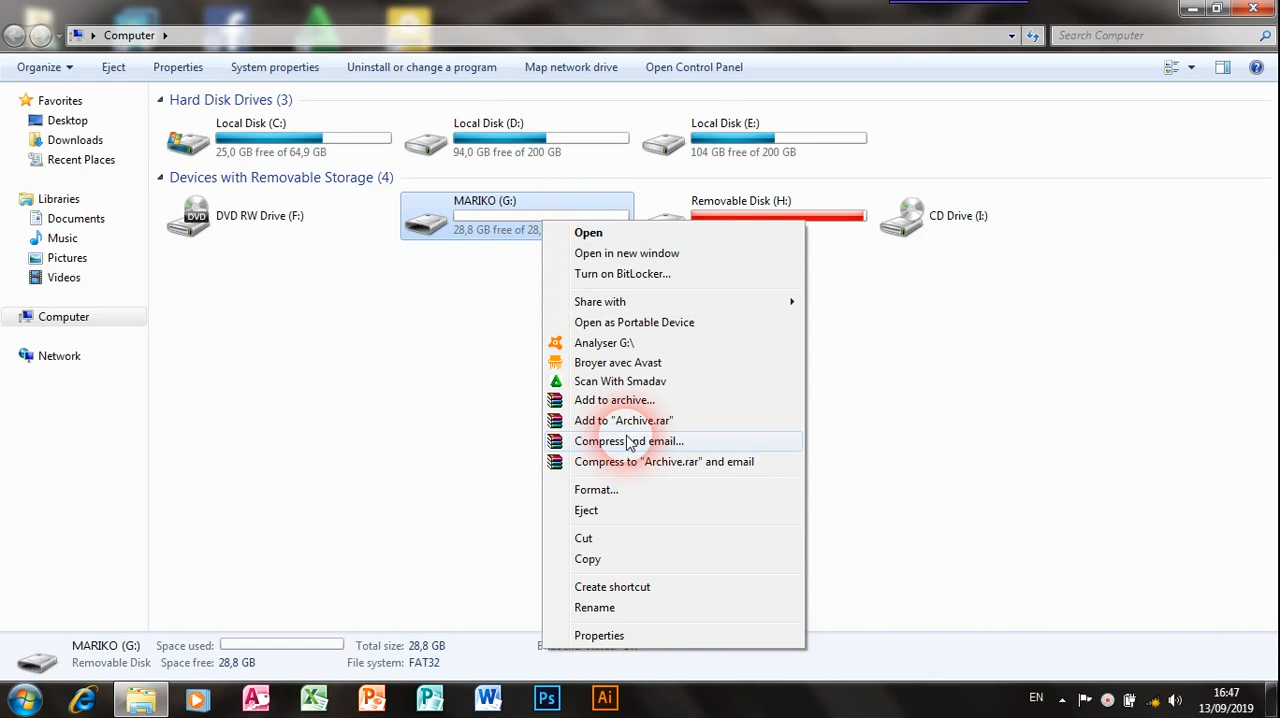 Computer
Search Computer
Organize
Eject
Properties
System properties
Uninstall or change a program
Map network drive
Open Control Panel
Favorites
Desktop
Downloads
Recent Places
Libraries
Documents
Music
Pictures
Videos
Computer
Network
Hard Disk Drives (3)
Local Disk (C:)
25,0 GB free of 64,9 GB
Local Disk (D:)
94,0 GB free of 200 GB
Local Disk (E:)
104 GB free of 200 GB
Devices with Removable Storage (4)
DVD
DVD RW Drive (F:)
MARIKO (G:)
28,8 GB free of 28,
Removable Disk (H:)
CD Drive (I:)
Open
Open in new window
Turn on BitLocker...
Share with
Open as Portable Device
Analyser G:\
Broyer avec Avast
Scan With Smadav
Add to archive...
Add to "Archive.rar"
Compress and email...
Compress to "Archive.rar" and email
Format...
Eject
Cut
Copy
Create shortcut
Rename
Properties
MARIKO (G:)
Removable Disk
Space used:
Space free: 28,8 GB
Total size: 28,8 GB
File system: FAT32
Ps
Ai
EN
16:47
13/09/2019